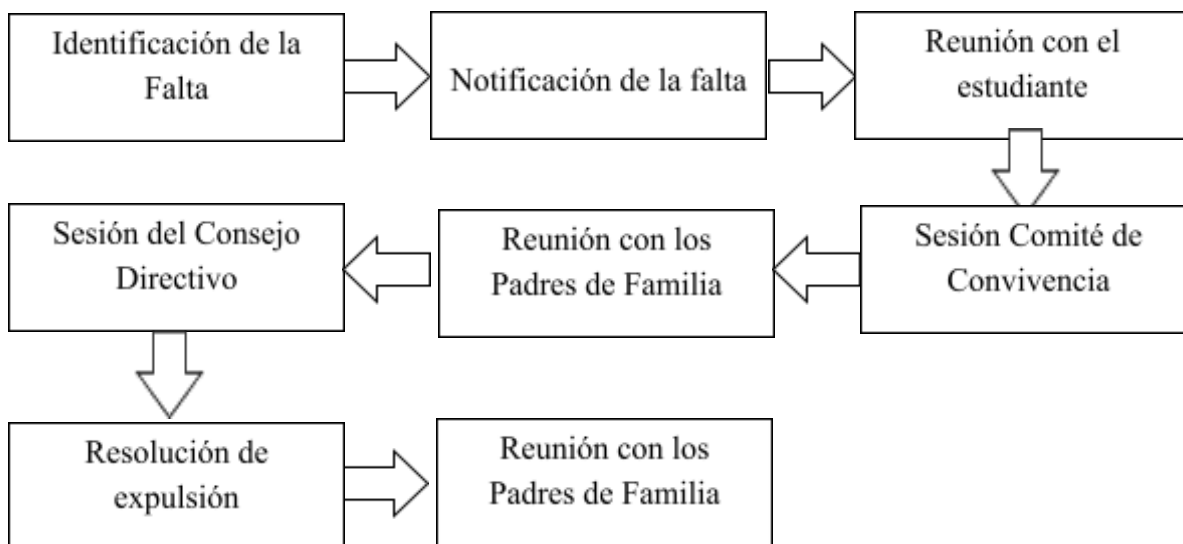 Identificación de la
Falta
Notificación de la falta
Reunión con el
estudiante
Sesión Comité de
Convivencia
Reunión con los
Padres de Familia
Sesión del Consejo
Directivo
Resolución de
expulsión
Reunión con los
Padres de Familia